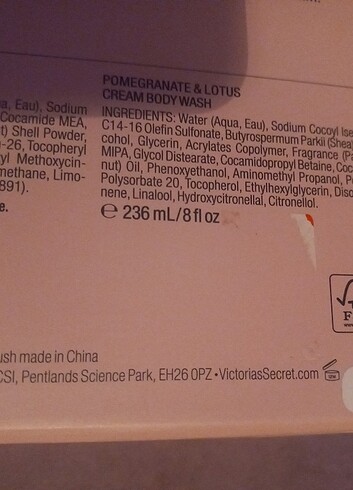 POMEGRANATE & LOTUS
CREAM BODY WASH
a, Eau), Sodium
Cocamide MEA,
t) Shell Powder,
-26, Tocopheryl
yl Methoxycin-
methane, Limo-
891).
e.
INGREDIENTS: Water (Aqua, Eau), Sodium Cocoyl Ise
C14-16 Olefin Sulfonate, Butyrospermum Parkii (Shea
cohol, Glycerin, Acrylates Copolymer, Fragrance (Pa
MIPA, Glycol Distearate, Cocamidopropyl Betaine, Coc
nut) Oil, Phenoxyethanol, Aminomethyl Propanol, P
Polysorbate 20, Tocopherol, Ethylhexylglycerin, Diso
nene, Linalool, Hydroxycitronellal, Citronellol.
℮ 236 mL/8 fl oz
F
ush made in China
CSI, Pentlands Science Park, EH26 0PZ • VictoriasSecret.com